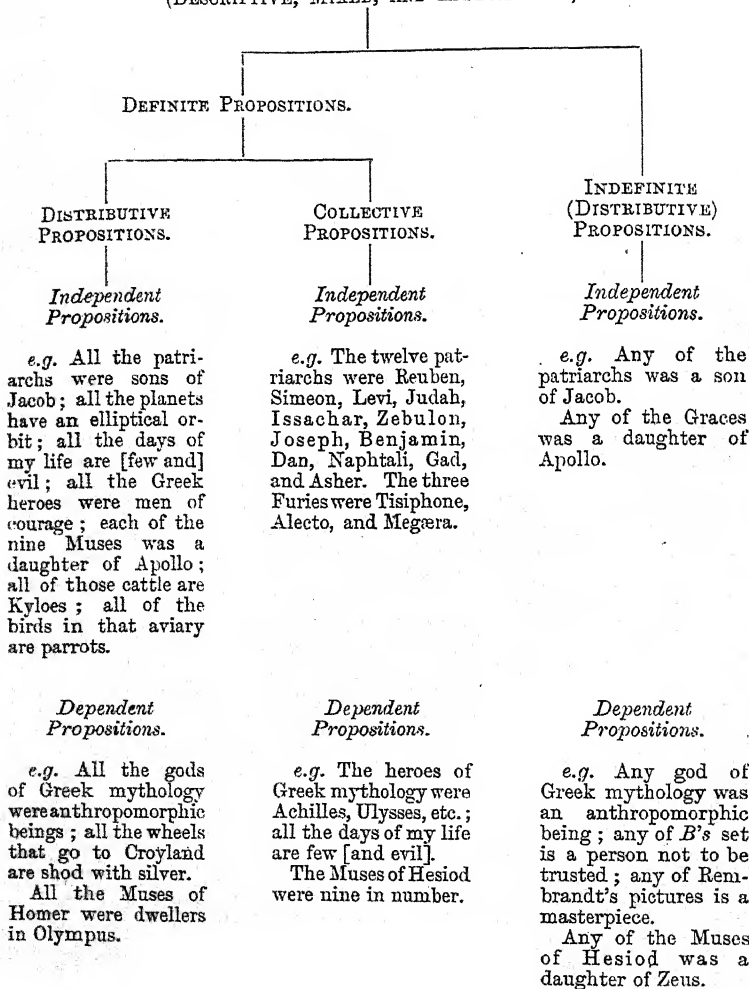 DEFINITE PROPOSITIONS.
DISTRIBUTIVE
PROPOSITIONS.
Independent
Propositions.
e.g. All the patri-
archs were sons of
Jacob; all the planets
have an elliptical or-
bit; all the days of
my life are [few and]
evil; all the Greek
heroes were men of
courage; each of the
nine Muses was a
daughter of Apollo;
all of those cattle are
Kyloes; all of the
birds in that aviary
are parrots.
Dependent
Propositions.
e.g. All the gods
of Greek mythology
were anthropomorphic
beings; all the wheels
that go to Croyland
are shod with silver.
All the Muses of
Homer were dwellers
in Olympus.
COLLECTIVE
PROPOSITIONS.
Independent
Propositions.
e.g. The twelve pat-
riarchs were Reuben,
Simeon, Levi, Judah,
Issachar, Zebulon,
Joseph, Benjamin,
Dan, Naphtali, Gad,
and Asher. The three
Furies were Tisiphone,
Alecto, and Megæra.
Dependent
Propositions.
e.g. The heroes of
Greek mythology were
Achilles, Ulysses, etc.;
all the days of my life
are few [and evil].
The Muses of Hesiod
were nine in number.
INDEFINITE
(DISTRIBUTIVE)
PROPOSITIONS.
Independent
Propositions.
e.g. Any of the
patriarchs was a son
of Jacob.
Any of the Graces
was a daughter of
Apollo.
Dependent
Propositions.
e.g. Any god of
Greek mythology was
an anthropomorphic
being; any of B's set
is a person not to be
trusted; any of Rem-
brandt's pictures is a
masterpiece.
Any of the Muses
of Hesiod was a
daughter of Zeus.